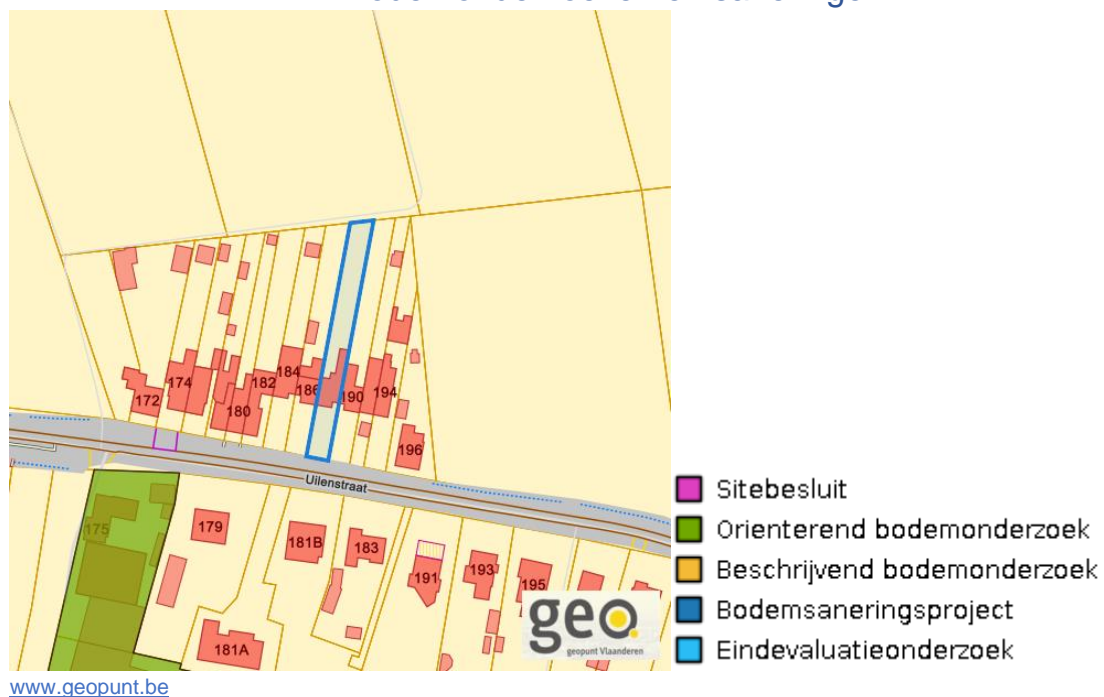 184
182
174
186
172
190
194
180
196
Uilenstraat
175
179
181B
183
191
193
195
181A
geo
geopunt Vlaanderen
Sitebesluit
Orienterend bodemonderzoek
Beschrijvend bodemonderzoek
Bodemsaneringsproject
Eindevaluatieonderzoek
www.geopunt.be